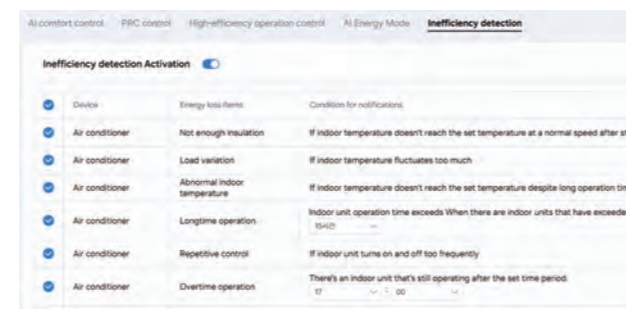 AI comfort control PRC control High-efficiency operation control AI Energy Mode Inefficiency detection
Inefficiency detection Activation
Device Energy loss items Condition for notifications
Air conditioner Not enough insulation If indoor temperature doesn't reach the set temperature at a normal speed after
Air conditioner Load variation If indoor temperature fluctuates too much
Air conditioner Abnormal indoor temperature If indoor temperature doesn't reach the set temperature despite long operation
Air conditioner Longtime operation Indoor unit operation time exceeds When there are indoor units that have exceede
Air conditioner Repetitive control If indoor unit turns on and off too frequently
Air conditioner Overtime operation There's an indoor unit that's still operating after the set time period.
17 : 00